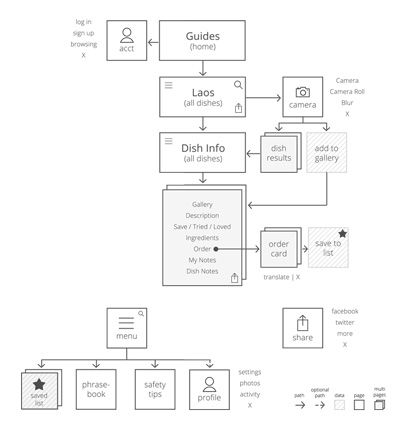 log in
sign up
browsing
X
acct
Guides
(home)
Laos
(all dishes)
camera
Camera
Camera Roll
Blur
X
Dish Info
(all dishes)
dish
results
add to
gallery
Gallery
Description
Save / Tried / Loved
Ingredients
Order
My Notes
Dish Notes
order
card
save to
list
translate | X
menu
share
facebook
twitter
more
X
saved
list
phrase-
book
safety
tips
profile
settings
photos
activity
X
path
optional
path
data
page
multi
pages